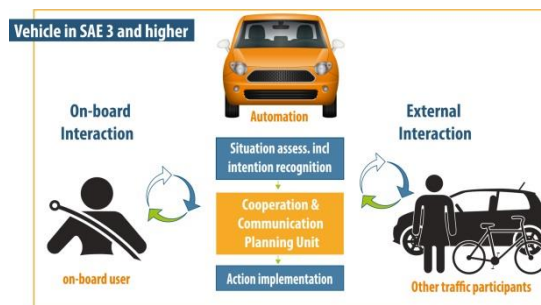 Vehicle in SAE 3 and higher
On-board
Interaction
Automation
External
Interaction
Situation assess. incl
intention recognition
Cooperation &
Communication
Planning Unit
Action implementation
on-board user
Other traffic participants